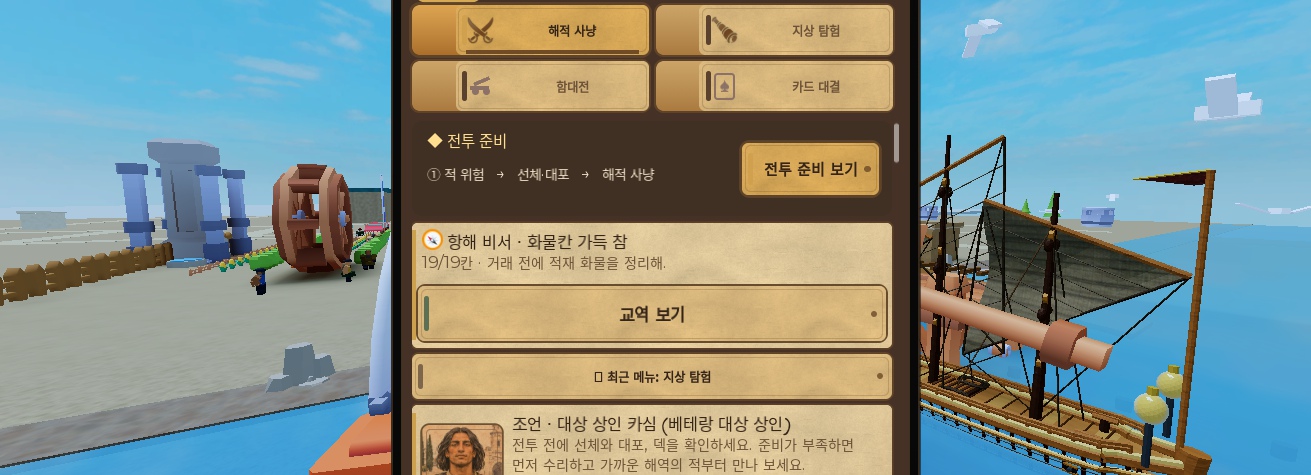 해적 사냥
지상 탐험
함대전
카드 대결
◆ 전투 준비
① 적 위험 → 선체·대포 → 해적 사냥
전투 준비 보기
항해 비서 · 화물칸 가득 참
19/19칸 · 거래 전에 적재 화물을 정리해.
교역 보기
최근 메뉴: 지상 탐험
조언 · 대상 상인 카심 (베테랑 대상 상인)
전투 전에 선체와 대포, 덱을 확인하세요. 준비가 부족하면
먼저 수리하고 가까운 해역의 적부터 만나 보세요.